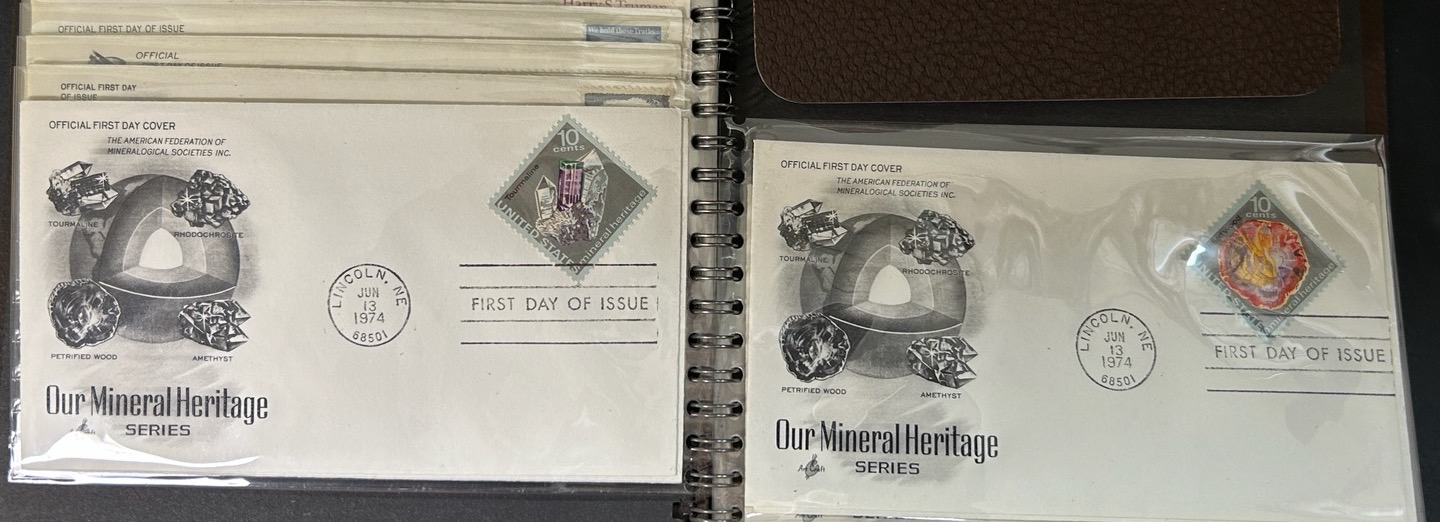 Harry S. Truman
OFFICIAL FIRST DAY OF ISSUE
We hold these Truths
OFFICIAL
FIRST DAY OF ISSUE
OFFICIAL FIRST DAY
OF ISSUE
OFFICIAL FIRST DAY COVER
THE AMERICAN FEDERATION OF
MINERALOGICAL SOCIETIES INC.
TOURMALINE
RHODOCHROSITE
PETRIFIED WOOD
AMETHYST
Our Mineral Heritage
SERIES
10
cents
Tourmaline
UNITED STATES
mineral heritage
LINCOLN, NE
JUN
13
1974
68501
FIRST DAY OF ISSUE
OFFICIAL FIRST DAY COVER
THE AMERICAN FEDERATION OF
MINERALOGICAL SOCIETIES INC.
TOURMALINE
RHODOCHROSITE
PETRIFIED WOOD
AMETHYST
Our Mineral Heritage
ArtCraft
SERIES
10
cents
UNITED STATES
LINCOLN, NE
JUN
13
1974
68501
FIRST DAY OF ISSUE